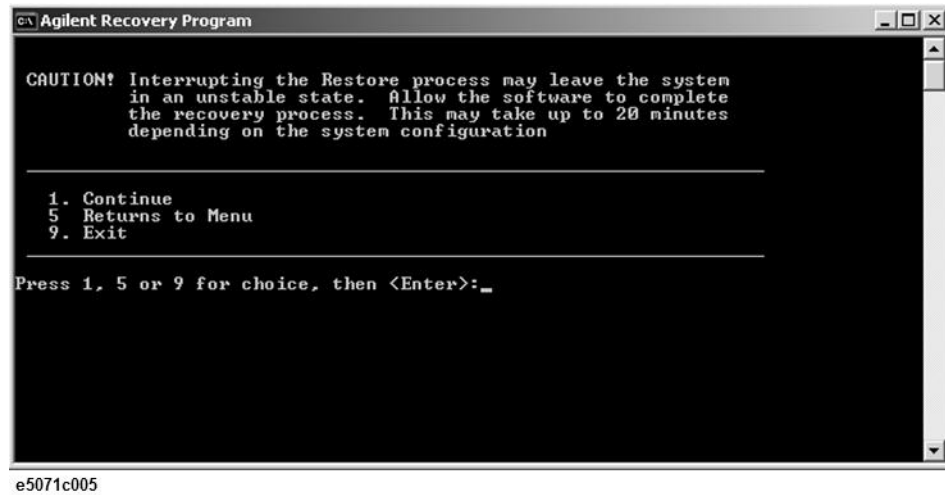 Agilent Recovery Program
CAUTION! Interrupting the Restore process may leave the system
in an unstable state. Allow the software to complete
the recovery process. This may take up to 20 minutes
depending on the system configuration
1. Continue
5 Returns to Menu
9. Exit
Press 1, 5 or 9 for choice, then <Enter>:_
e5071c005